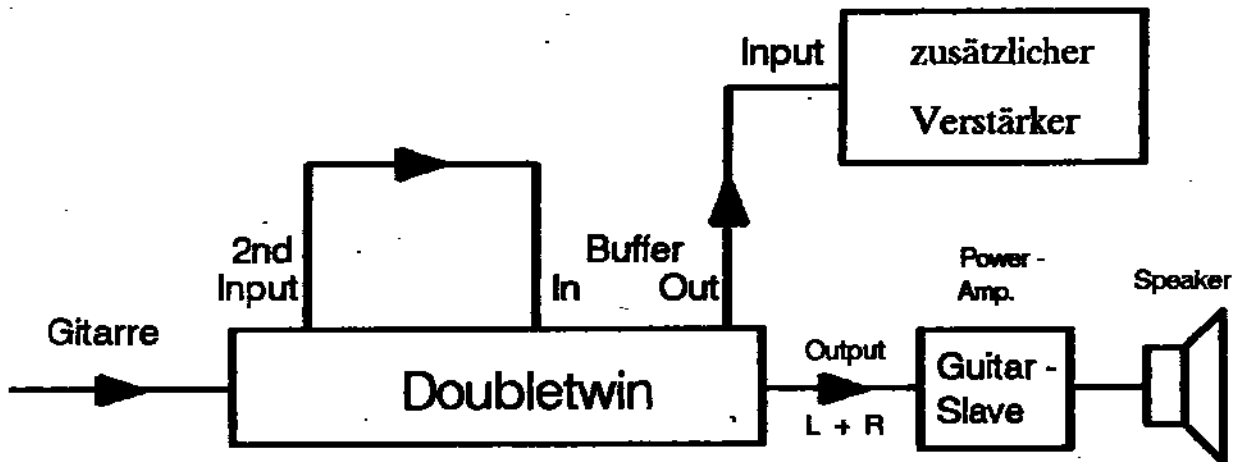 Input
zusätzlicher
Verstärker
2nd
Input
In
Buffer
Out
Power -
Amp.
Speaker
Gitarre
Doubletwin
Output
L + R
Guitar -
Slave